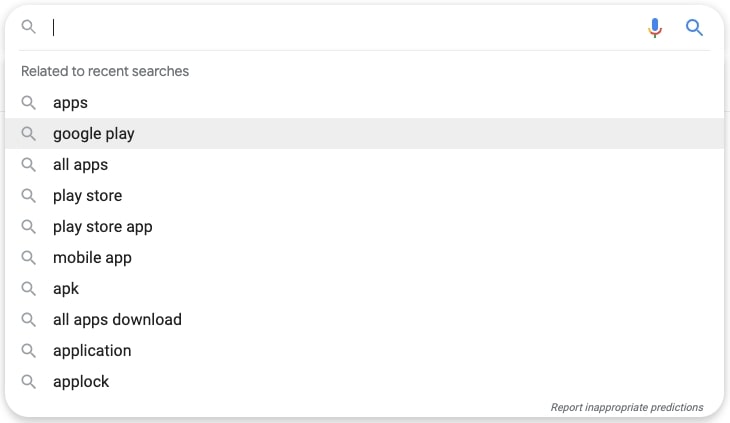 Related to recent searches
apps
google play
all apps
play store
play store app
mobile app
apk
all apps download
application
applock
Report inappropriate predictions